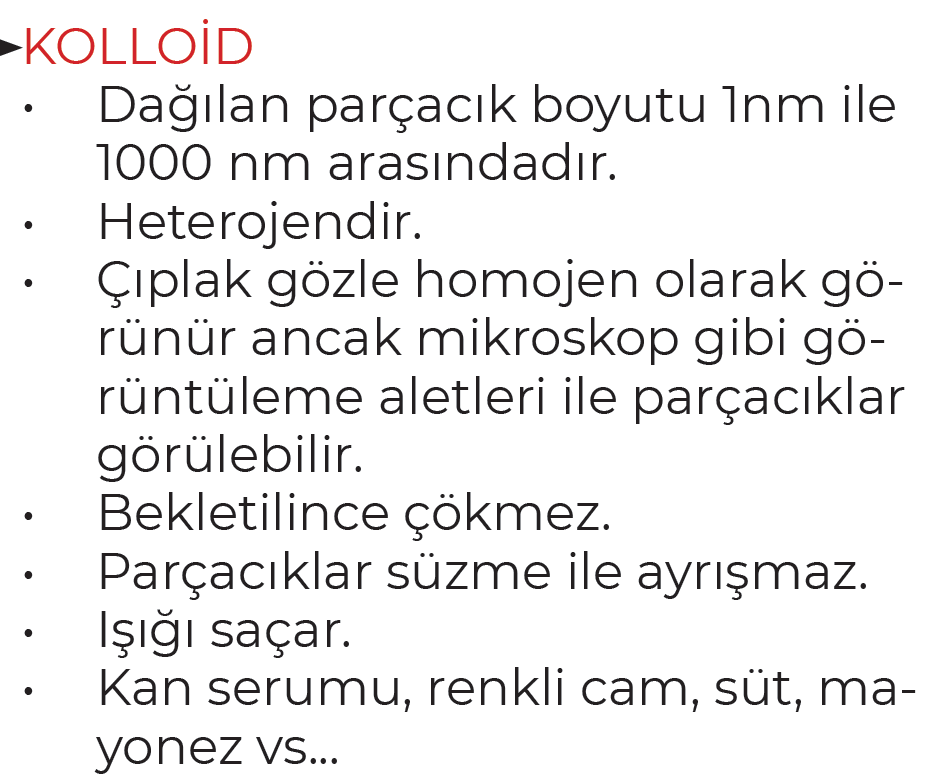 KOLLOİD
• Dağılan parçacık boyutu 1nm ile
1000 nm arasındadır.
• Heterojendir.
• Çıplak gözle homojen olarak gö-
rünür ancak mikroskop gibi gö-
rüntüleme aletleri ile parçacıklar
görülebilir.
• Bekletilince çökmez.
• Parçacıklar süzme ile ayrışmaz.
• Işığı saçar.
• Kan serumu, renkli cam, süt, ma-
yonez vs...